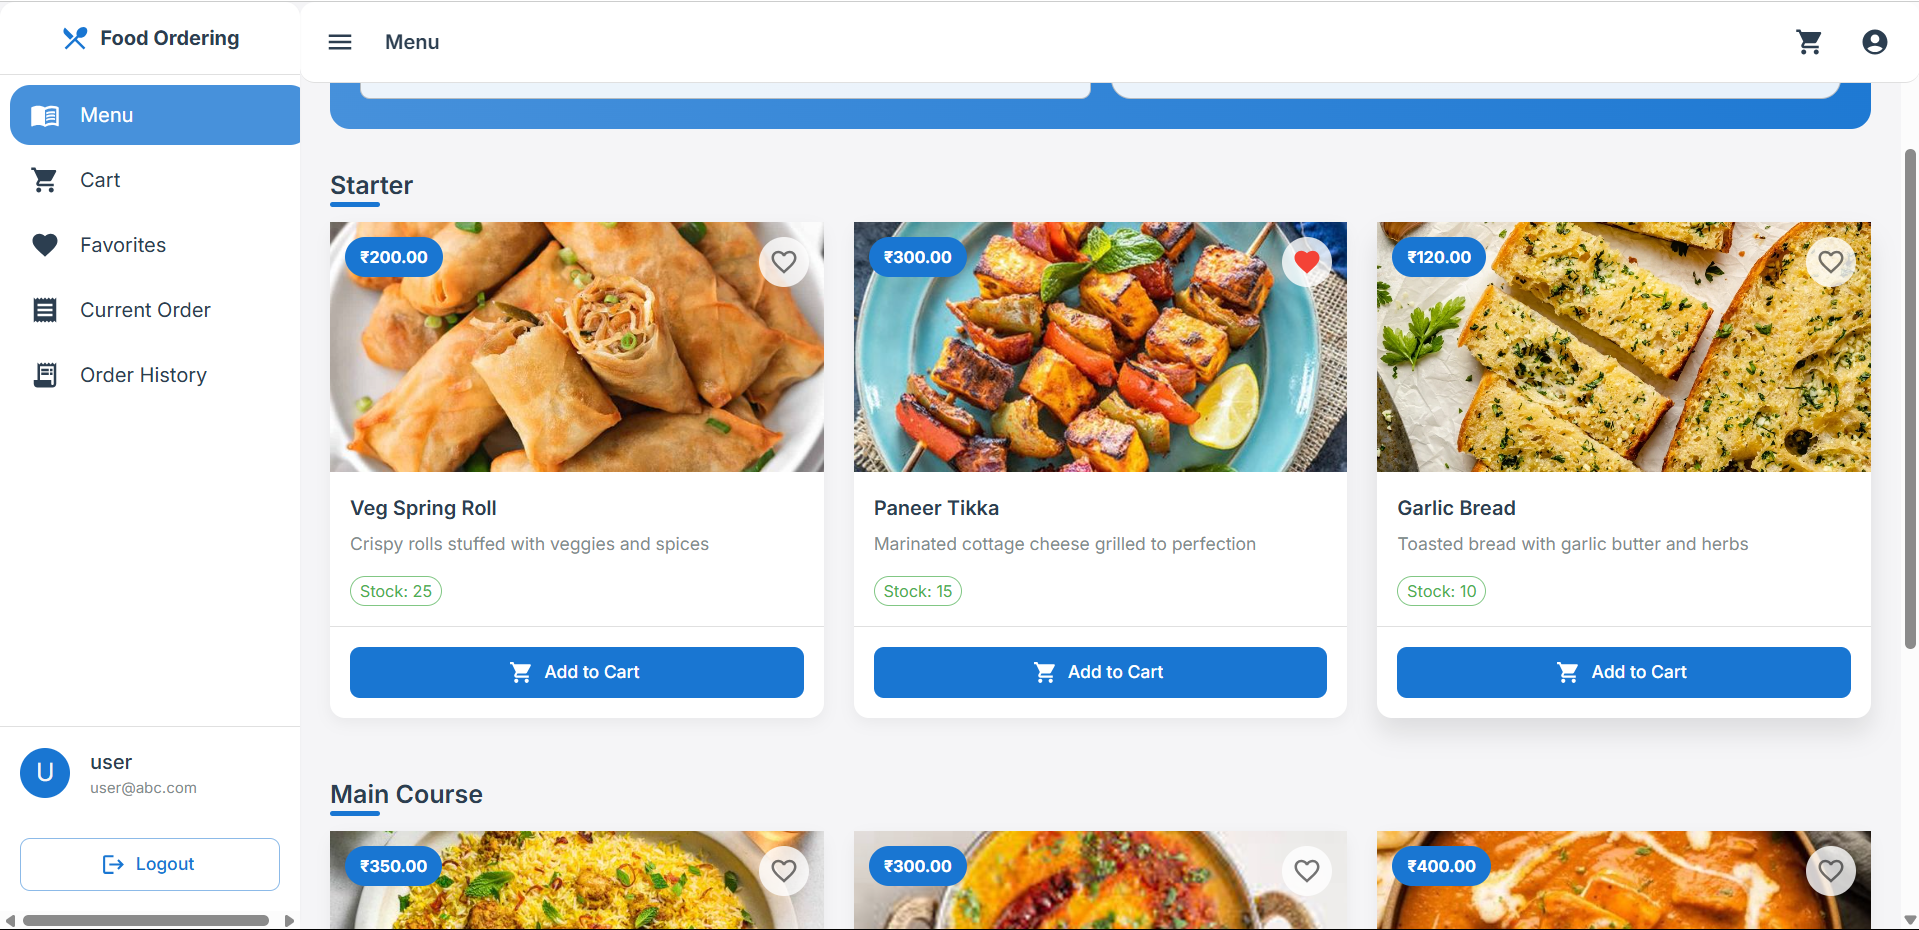 Food Ordering
Menu
Menu
Cart
Favorites
Current Order
Order History
user
U
user@abc.com
Logout
Starter
₹200.00
₹300.00
₹120.00
Veg Spring Roll
Crispy rolls stuffed with veggies and spices
Stock: 25
Add to Cart
Paneer Tikka
Marinated cottage cheese grilled to perfection
Stock: 15
Add to Cart
Garlic Bread
Toasted bread with garlic butter and herbs
Stock: 10
Add to Cart
Main Course
₹350.00
₹300.00
₹400.00